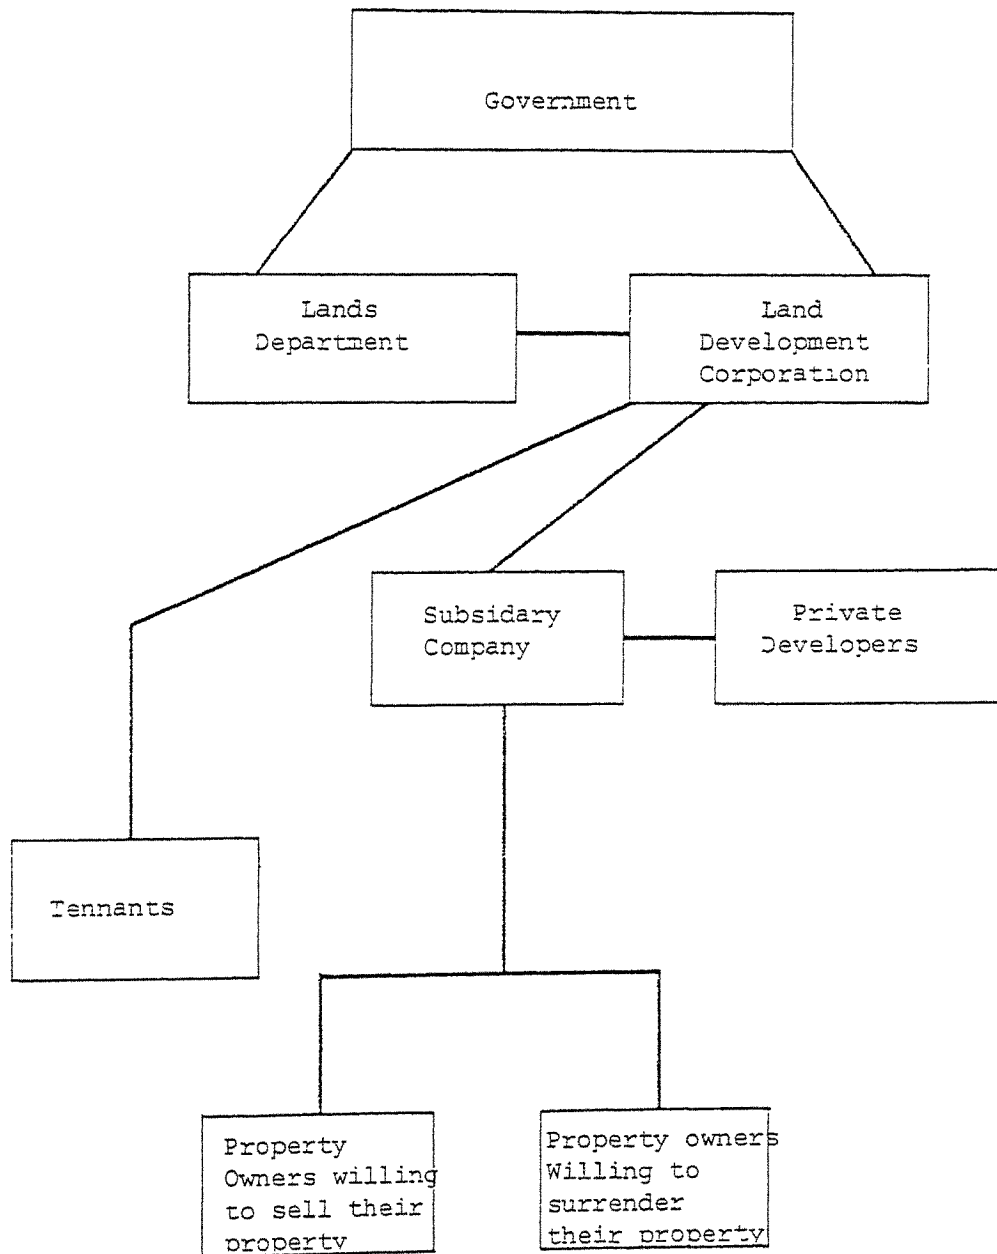 Government
Lands
Department
Land
Development
Corporation
Subsidary
Company
Private
Developers
Tennants
Property
Owners willing
to sell their
property
Property owners
Willing to
surrender
their property